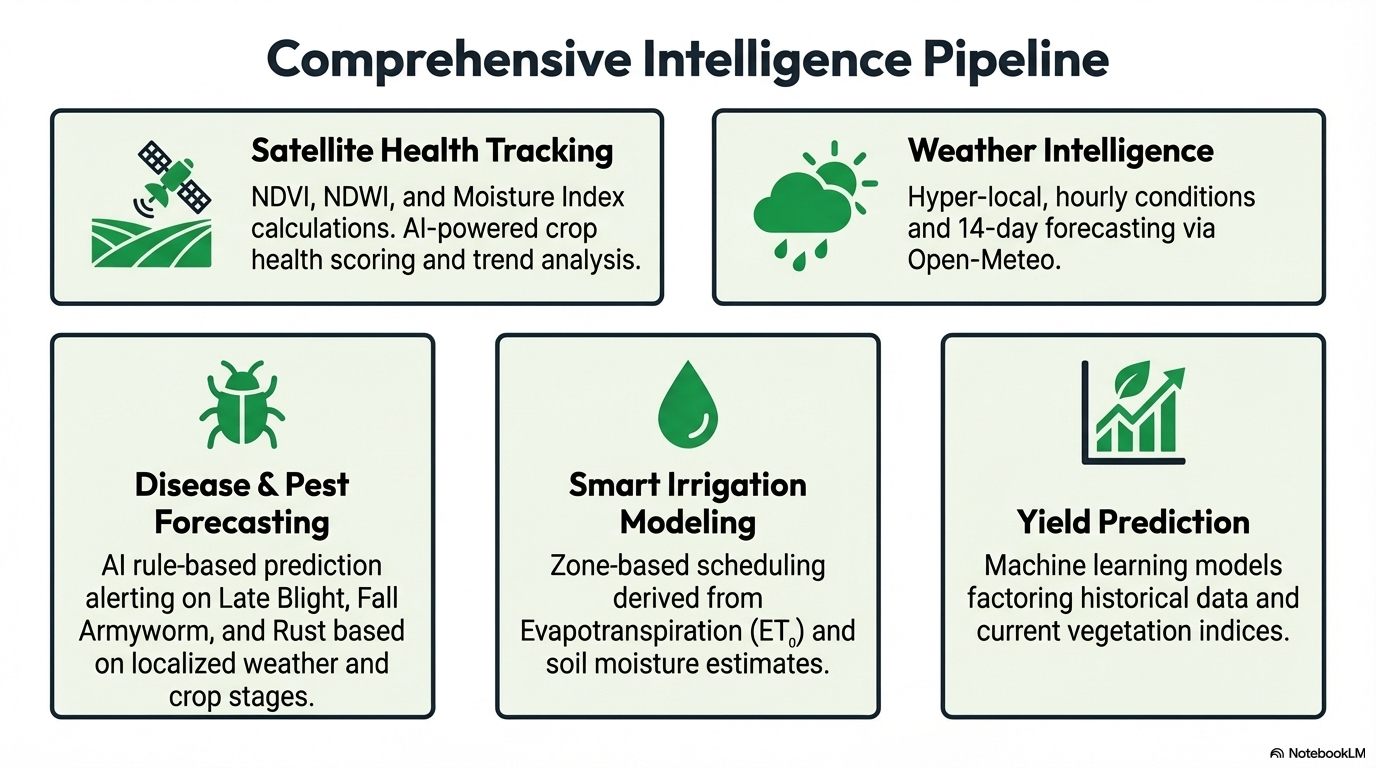 Comprehensive Intelligence Pipeline
Satellite Health Tracking
NDVI, NDWI, and Moisture Index
calculations. AI-powered crop
health scoring and trend analysis.
Weather Intelligence
Hyper-local, hourly conditions
and 14-day forecasting via
Open-Meteo.
Disease & Pest
Forecasting
AI rule-based prediction
alerting on Late Blight, Fall
Armyworm, and Rust based
on localized weather and
crop stages.
Smart Irrigation
Modeling
Zone-based scheduling
derived from
Evapotranspiration (ET₀) and
soil moisture estimates.
Yield Prediction
Machine learning models
factoring historical data and
current vegetation indices.
NotebookLM